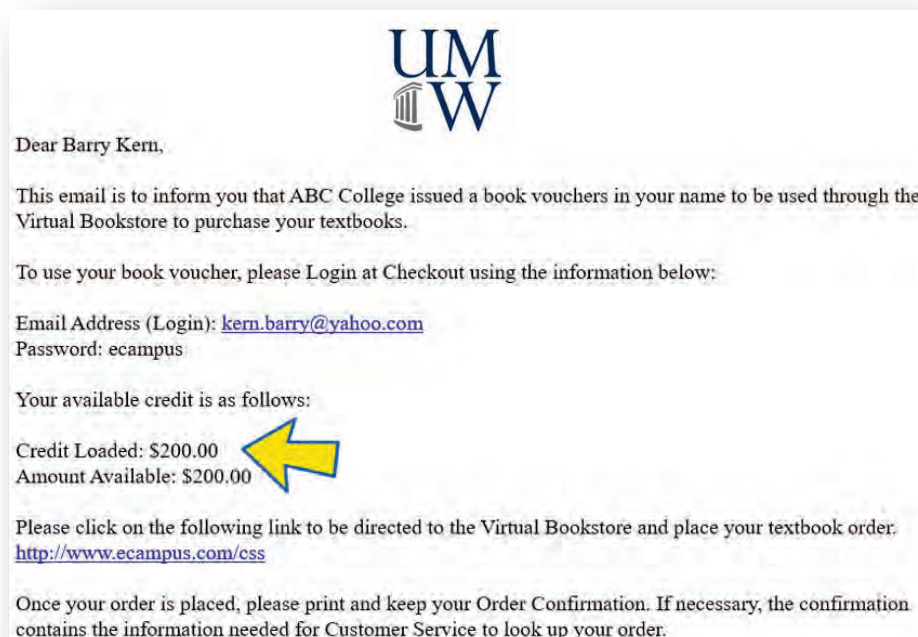 UM
W
Dear Barry Kern,
This email is to inform you that ABC College issued a book vouchers in your name to be used through the
Virtual Bookstore to purchase your textbooks.
To use your book voucher, please Login at Checkout using the information below:
Email Address (Login): kern.barry@yahoo.com
Password: ecampus
Your available credit is as follows:
Credit Loaded: $200.00
Amount Available: $200.00
Please click on the following link to be directed to the Virtual Bookstore and place your textbook order.
http://www.ecampus.com/css
Once your order is placed, please print and keep your Order Confirmation. If necessary, the confirmation
contains the information needed for Customer Service to look up your order.